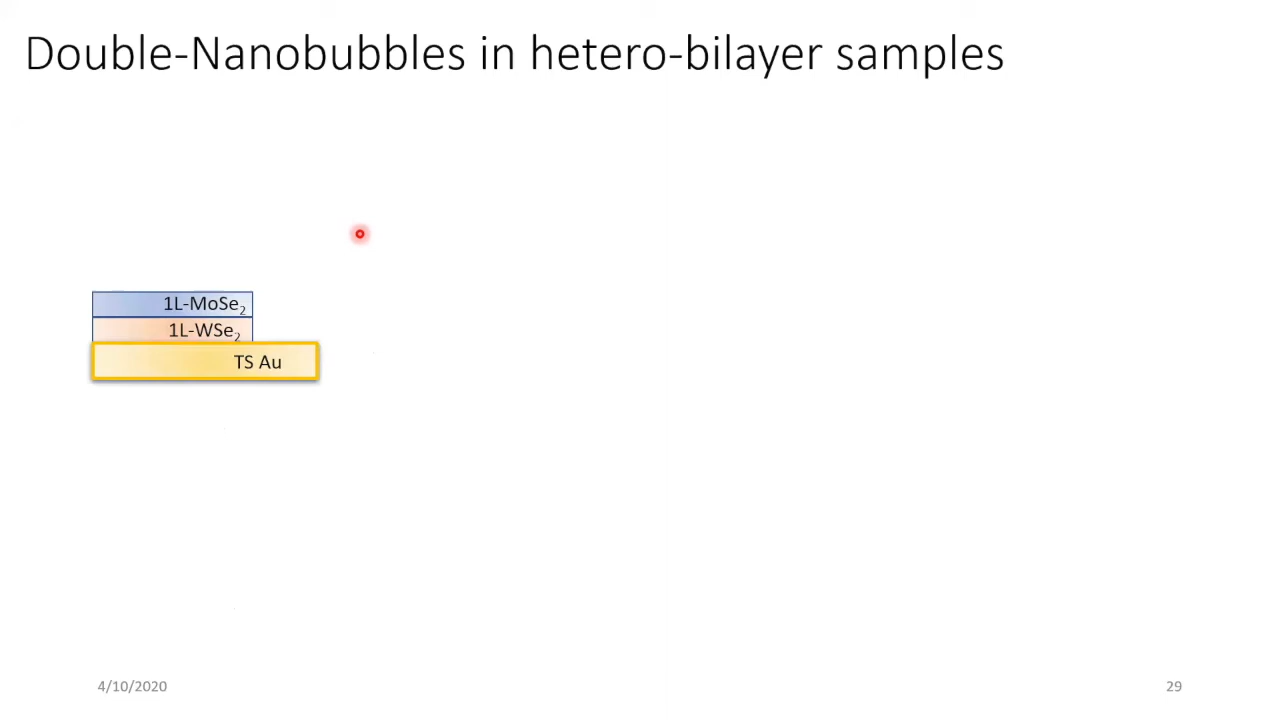 Double-Nanobubbles in hetero-bilayer samples
1L-MoSe₂
1L-WSe₂
TS Au
4/10/2020
29